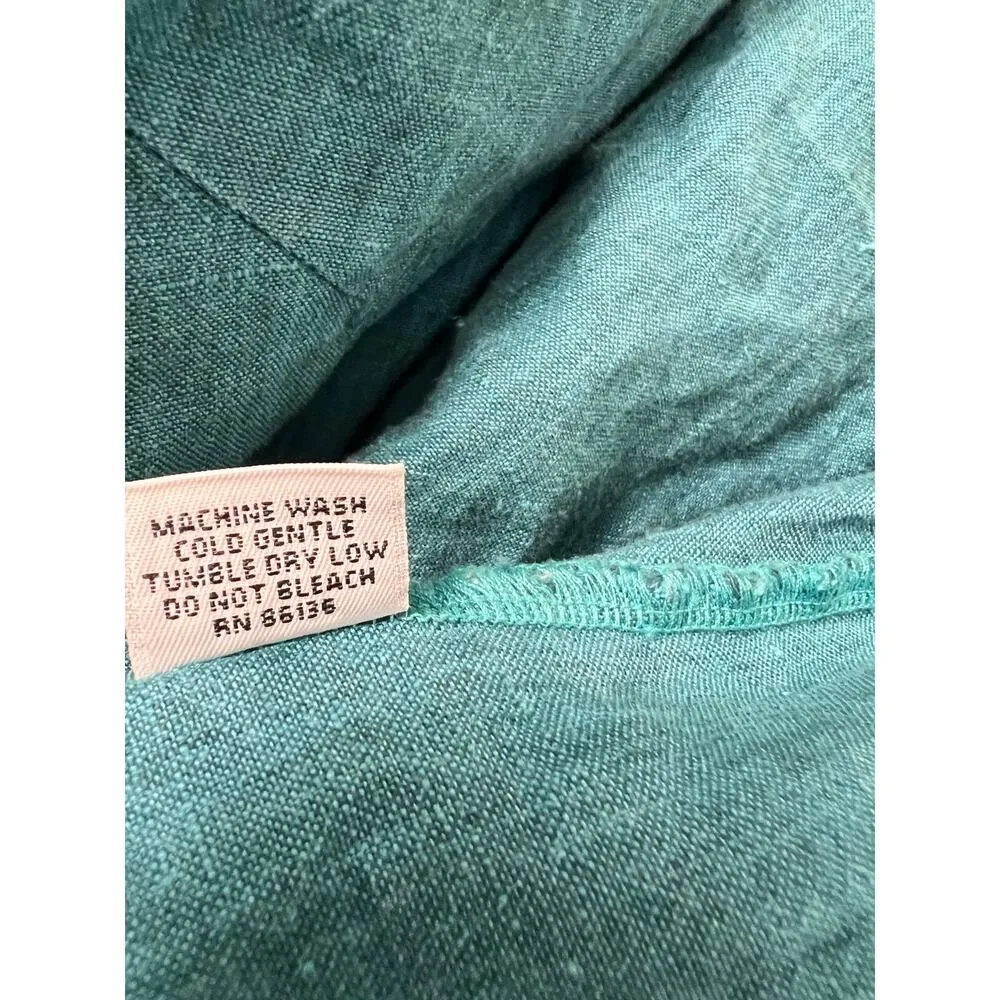 MACHINE WASH
COLD GENTLE
TUMBLE DRY LOW
DO NOT BLEACH
RN 86136